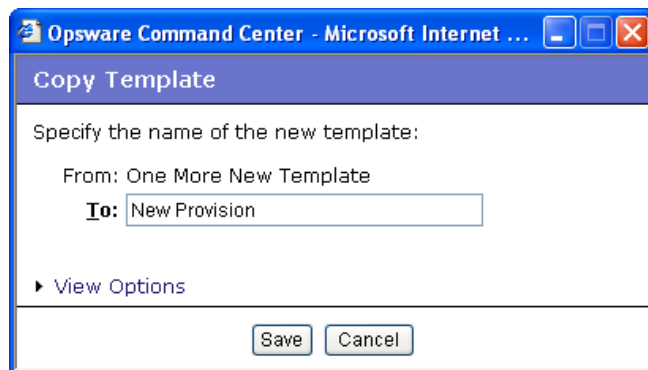 Opsware Command Center - Microsoft Internet ...
Copy Template
Specify the name of the new template:
From: One More New Template
To: New Provision
View Options
Save Cancel